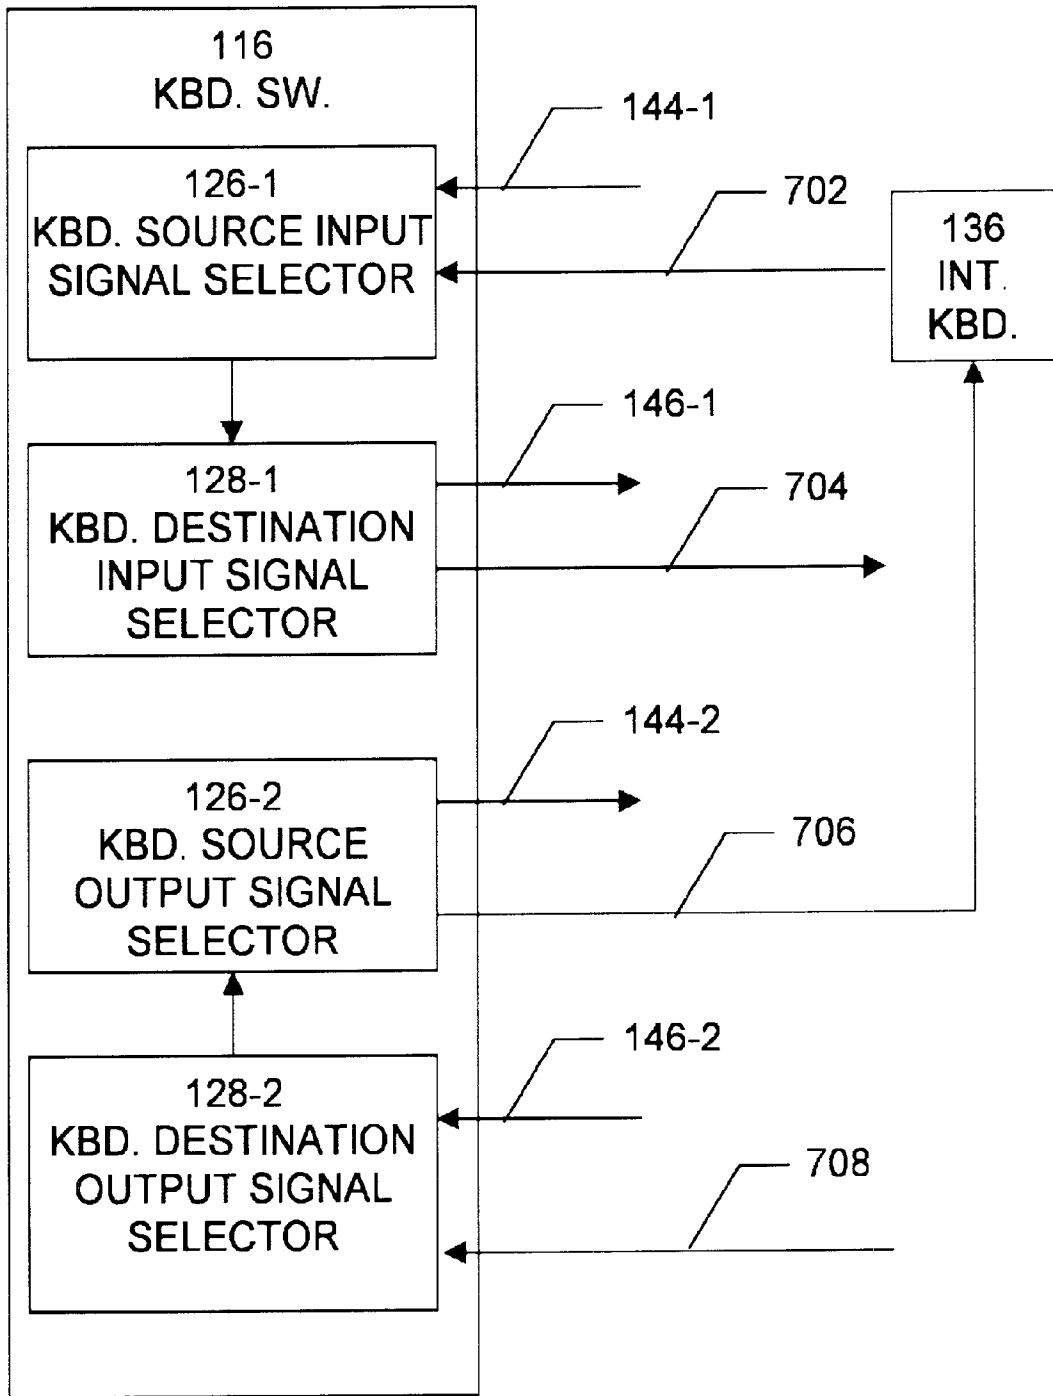 116
KBD. SW.
144-1
126-1
KBD. SOURCE INPUT
SIGNAL SELECTOR
702
136
INT.
KBD.
146-1
128-1
KBD. DESTINATION
INPUT SIGNAL
SELECTOR
704
144-2
126-2
KBD. SOURCE
OUTPUT SIGNAL
SELECTOR
706
146-2
128-2
KBD. DESTINATION
OUTPUT SIGNAL
SELECTOR
708